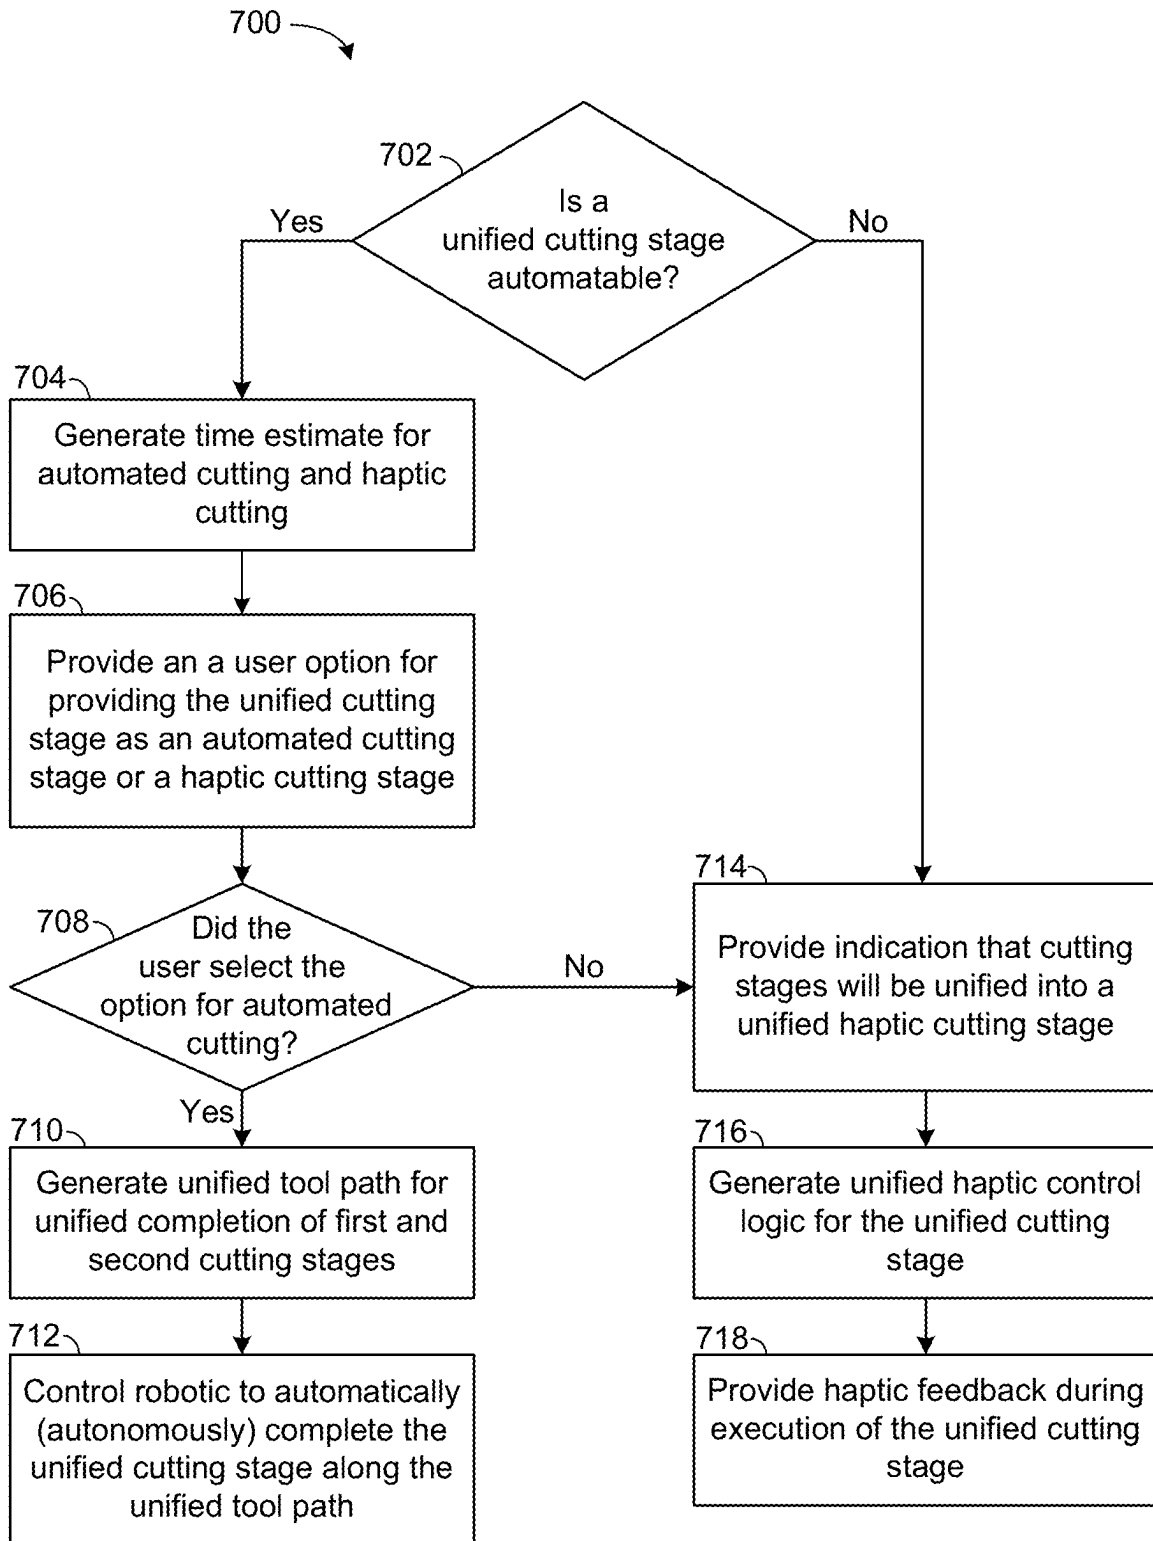 700
702
Is a
unified cutting stage
automatable?
Yes
No
704
Generate time estimate for
automated cutting and haptic
cutting
706
Provide an a user option for
providing the unified cutting
stage as an automated cutting
stage or a haptic cutting stage
708
Did the
user select the
option for automated
cutting?
No
Yes
710
Generate unified tool path for
unified completion of first and
second cutting stages
712
Control robotic to automatically
(autonomously) complete the
unified cutting stage along the
unified tool path
714
Provide indication that cutting
stages will be unified into a
unified haptic cutting stage
716
Generate unified haptic control
logic for the unified cutting
stage
718
Provide haptic feedback during
execution of the unified cutting
stage